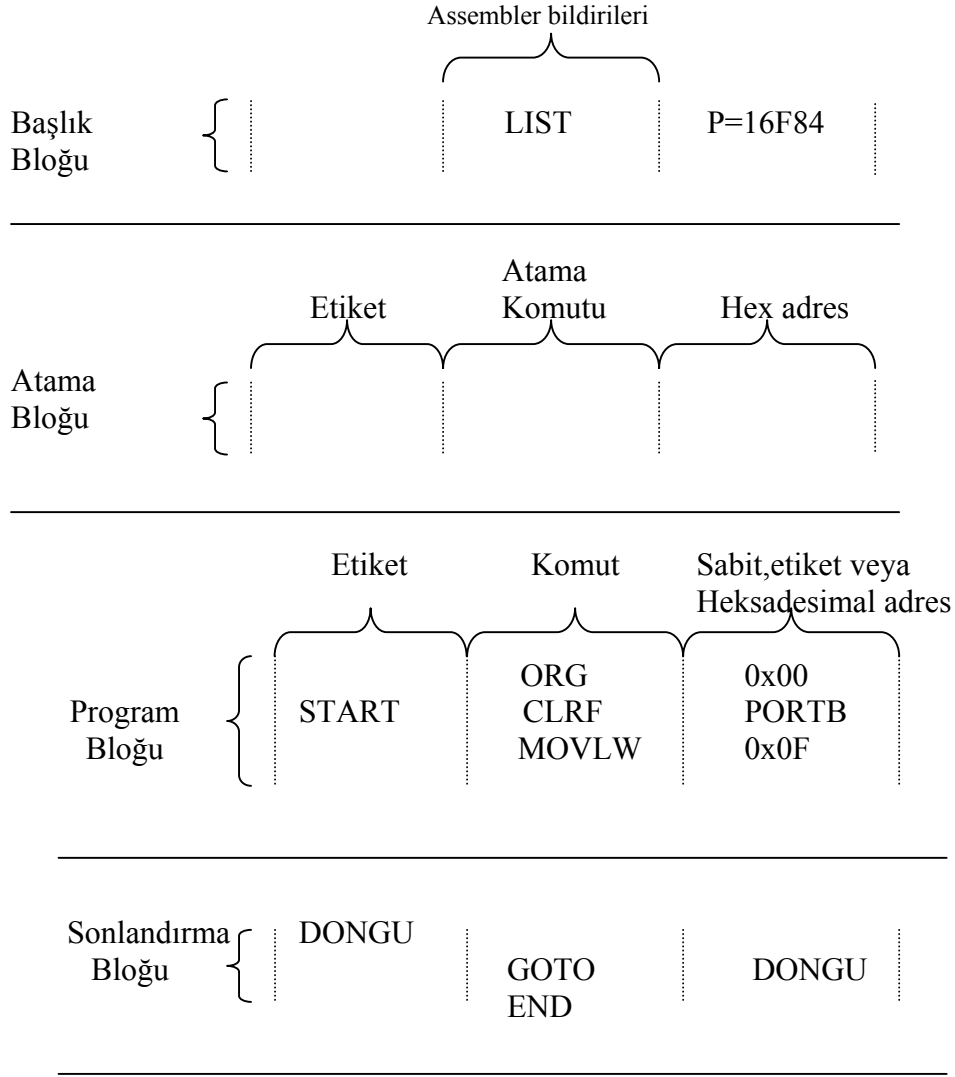 Assembler bildirileri
Başlık LIST P=16F84
Bloğu
Atama
Etiket Komutu Hex adres
Atama
Bloğu
Etiket Komut Sabit,etiket veya
Heksadesimal adres
ORG 0x00
Program START CLRF PORTB
Bloğu MOVLW 0x0F
Sonlandırma DONGU
Bloğu GOTO DONGU
END